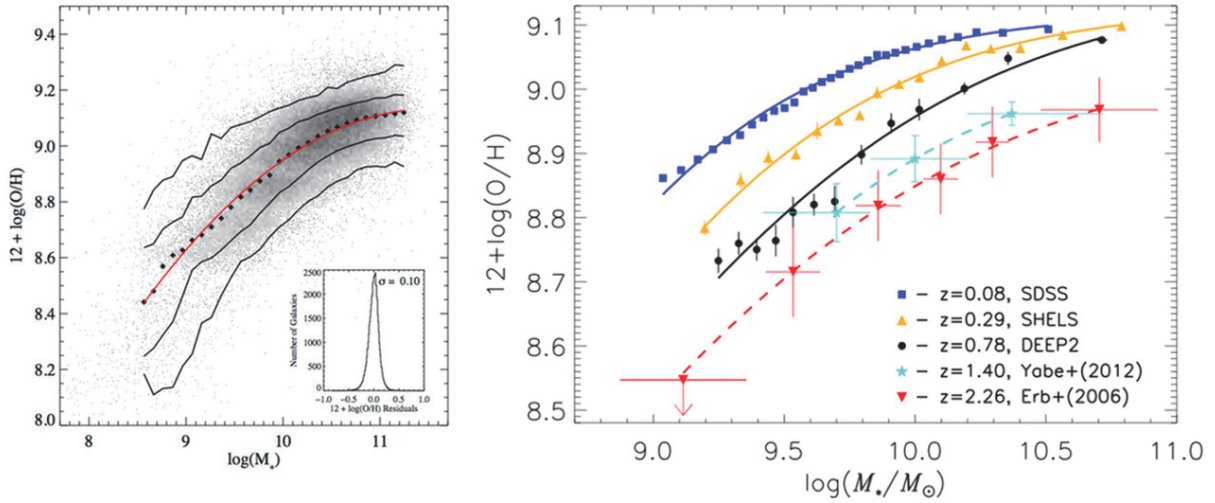 9.4
9.2
9.0
8.8
8.6
8.4
8.2
8.0
12 + log(O/H)
8 9 10 11
log(M*)
2500
2000
1500
1000
500
0
Number of Galaxies
σ = 0.10
-1.0 -0.5 0.0 0.5 1.0
12 + log(O/H) Residuals
9.1
9.0
8.9
8.8
8.7
8.6
8.5
12+log(O/H)
– z=0.08, SDSS
– z=0.29, SHELS
– z=0.78, DEEP2
– z=1.40, Yabe+(2012)
– z=2.26, Erb+(2006)
9.0 9.5 10.0 10.5 11.0
log(M*/M⊙)